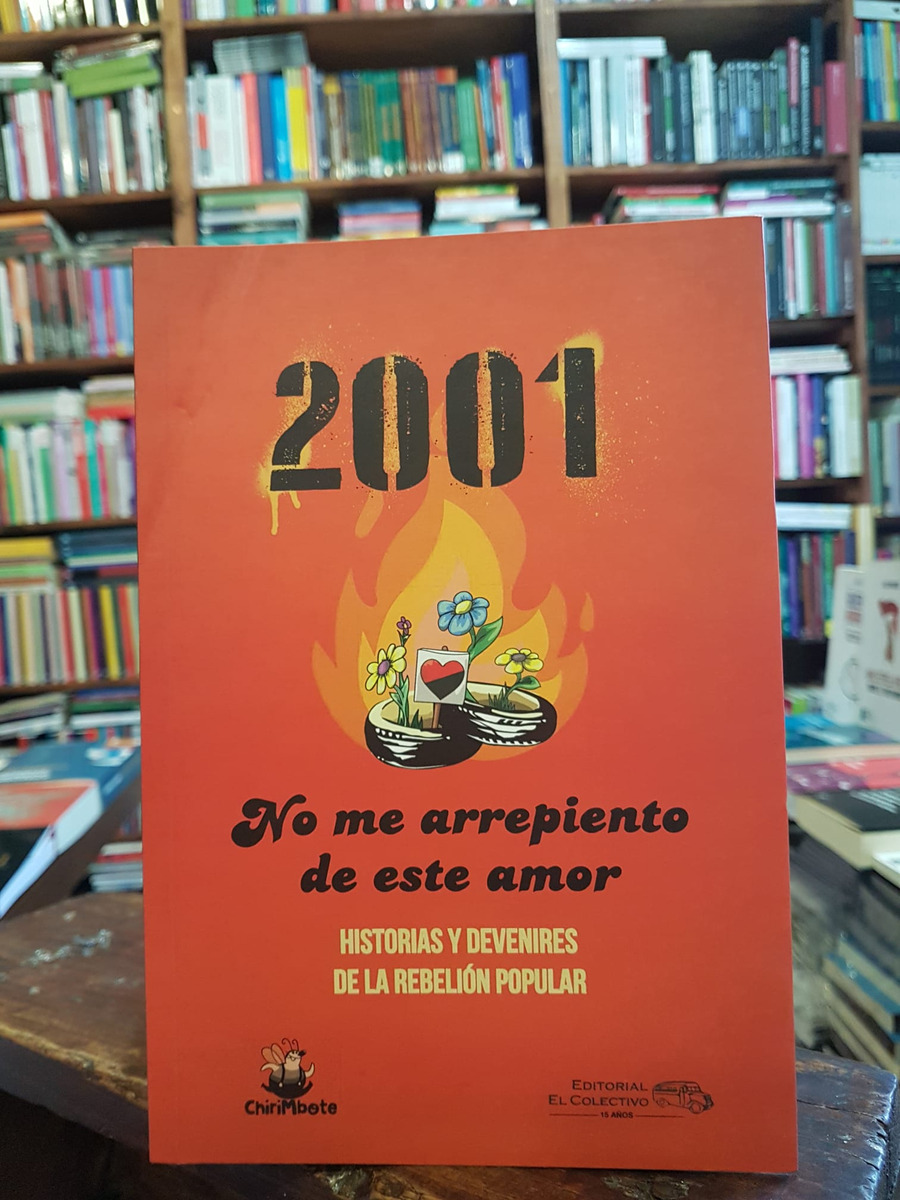 2001
No me arrepiento
de este amor
HISTORIAS Y DEVENIRES
DE LA REBELIÓN POPULAR
ChiriMbote
EDITORIAL
EL COLECTIVO
15 AÑOS